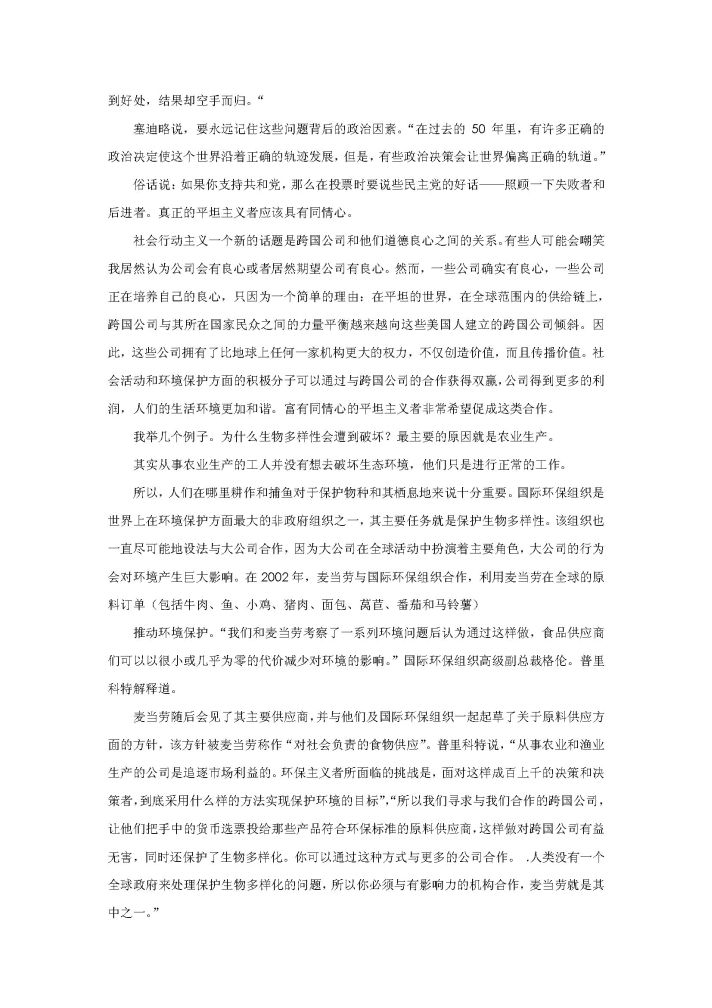 到好处，结果却空手而归。“
塞迪略说，要永远记住这些问题背后的政治因素。“在过去的 50 年里，有许多正确的
政治决定使这个世界沿着正确的轨迹发展，但是，有些政治决策会让世界偏离正确的轨道。”
俗话说：如果你支持共和党，那么在投票时要说些民主党的好话——照顾一下失败者和
后进者。真正的平坦主义者应该具有同情心。
社会行动主义一个新的话题是跨国公司和他们道德良心之间的关系。有些人可能会嘲笑
我居然认为公司会有良心或者居然期望公司有良心。然而，一些公司确实有良心，一些公司
正在培养自己的良心，只因为一个简单的理由：在平坦的世界，在全球范围内的供给链上，
跨国公司与其所在国家民众之间的力量平衡越来越向这些美国人建立的跨国公司倾斜。因
此，这些公司拥有了比地球上任何一家机构更大的权力，不仅创造价值，而且传播价值。社
会活动和环境保护方面的积极分子可以通过与跨国公司的合作获得双赢，公司得到更多的利
润，人们的生活环境更加和谐。富有同情心的平坦主义者非常希望促成这类合作。
我举几个例子。为什么生物多样性会遭到破坏？最主要的原因就是农业生产。
其实从事农业生产的工人并没有想去破坏生态环境，他们只是进行正常的工作。
所以，人们在哪里耕作和捕鱼对于保护物种和其栖息地来说十分重要。国际环保组织是
世界上在环境保护方面最大的非政府组织之一，其主要任务就是保护生物多样性。该组织也
一直尽可能地设法与大公司合作，因为大公司在全球活动中扮演着主要角色，大公司的行为
会对环境产生巨大影响。在 2002 年，麦当劳与国际环保组织合作，利用麦当劳在全球的原
料订单（包括牛肉、鱼、小鸡、猪肉、面包、莴苣、番茄和马铃薯）
推动环境保护。“我们和麦当劳考察了一系列环境问题后认为通过这样做，食品供应商
们可以以很小或几乎为零的代价减少对环境的影响。”国际环保组织高级副总裁格伦。普里
科特解释道。
麦当劳随后会见了其主要供应商，并与他们及国际环保组织一起起草了关于原料供应方
面的方针，该方针被麦当劳称作“对社会负责的食物供应”。普里科特说，“从事农业和渔业
生产的公司是追逐市场利益的。环保主义者所面临的挑战是，面对这样成百上千的决策和决
策者，到底采用什么样的方法实现保护环境的目标”，“所以我们寻求与我们合作的跨国公司，
让他们把手中的货币选票投给那些产品符合环保标准的原料供应商，这样做对跨国公司有益
无害，同时还保护了生物多样化。你可以通过这种方式与更多的公司合作。 .人类没有一个
全球政府来处理保护生物多样化的问题，所以你必须与有影响力的机构合作，麦当劳就是其
中之一。”